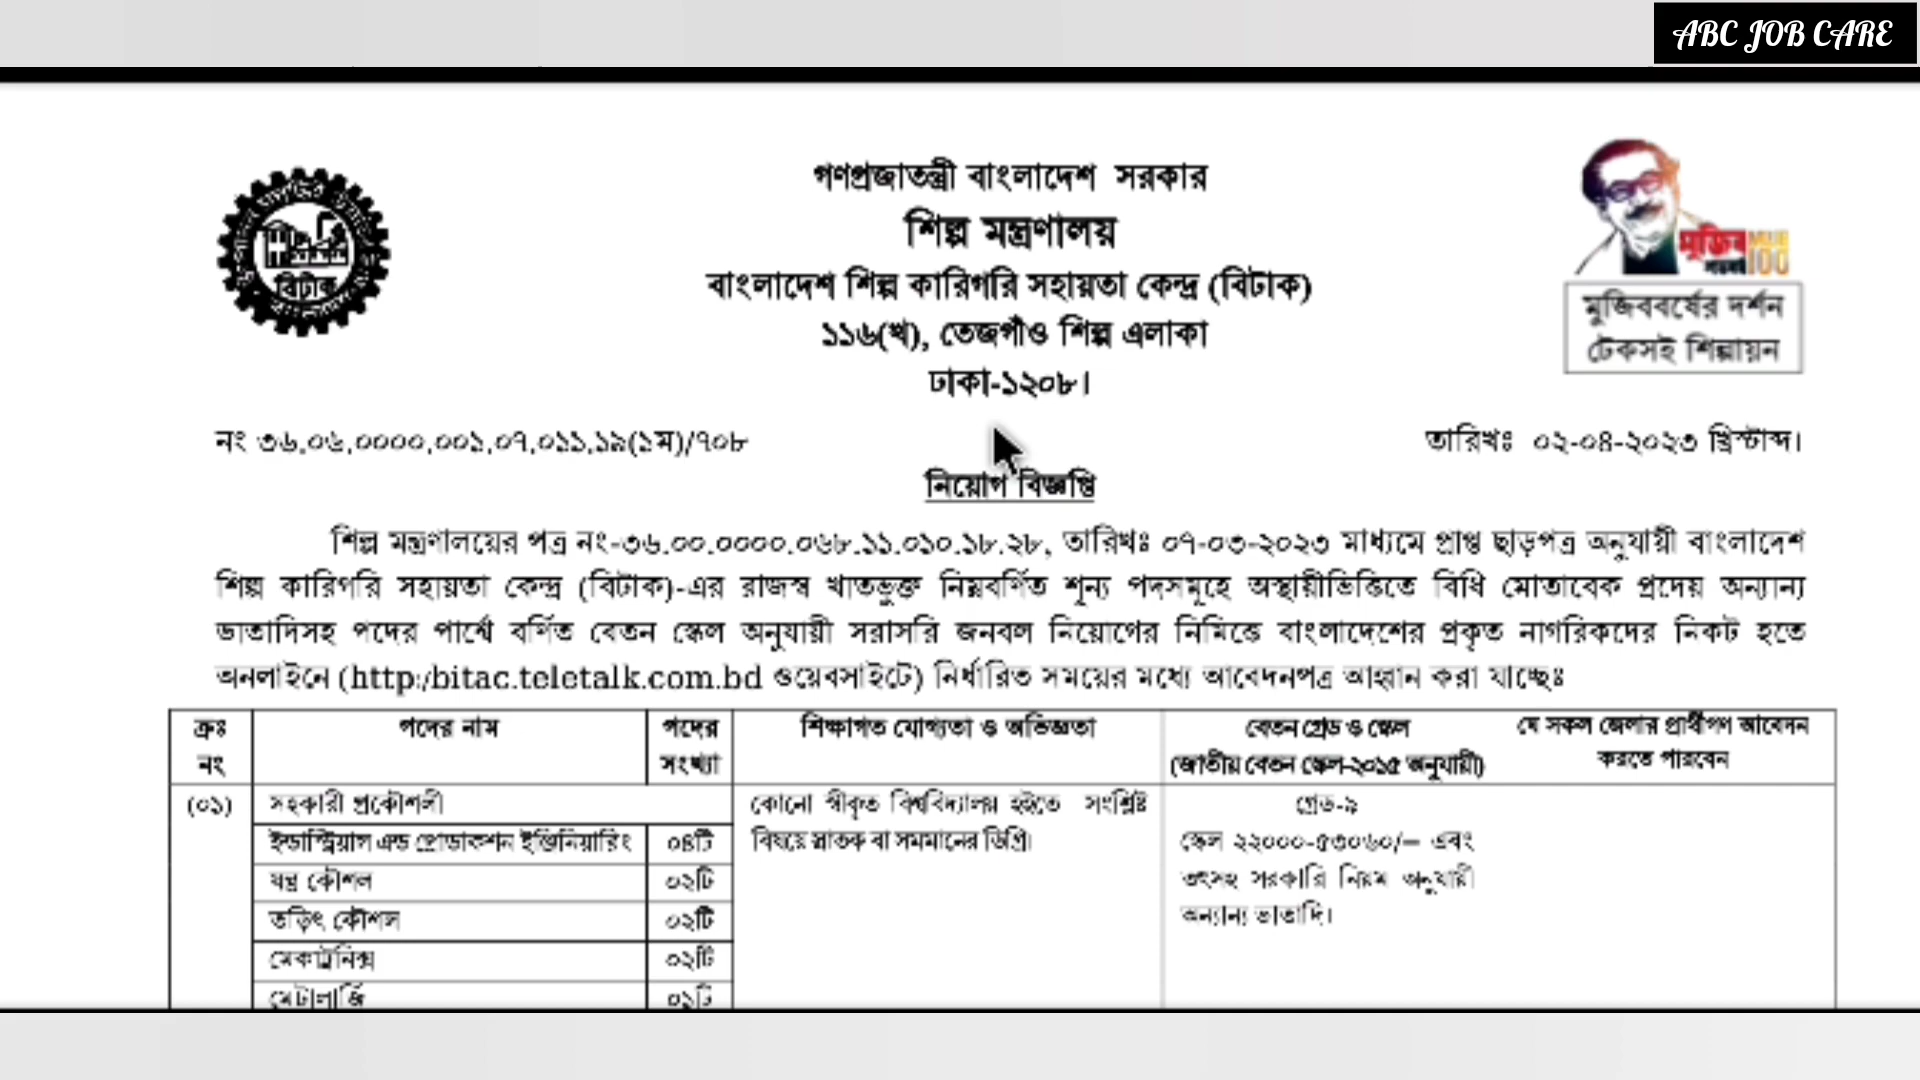 ABC JOB CARE
গণপ্রজাতন্ত্রী বাংলাদেশ সরকার
শিল্প মন্ত্রণালয়
বাংলাদেশ শিল্প কারিগরি সহায়তা কেন্দ্র (বিটাক)
১১৬(খ), তেজগাঁও শিল্প এলাকা
ঢাকা-১২০৮।
বিটাক
মুজিব
100
মুজিববর্ষের দর্শন
টেকসই শিল্পায়ন
নং ৩৬.০৬.০০০০.০০১.০৭.০১১.১৯(১ম)/৭০৮
তারিখঃ ০২-০৪-২০২৩ খ্রিস্টাব্দ।
নিয়োগ বিজ্ঞপ্তি
শিল্প মন্ত্রণালয়ের পত্র নং-৩৬.০০.০০০০.০৬৮.১১.০১০.১৮.২৮, তারিখঃ ০৭-০৩-২০২৩ মাধ্যমে প্রাপ্ত ছাড়পত্র অনুযায়ী বাংলাদেশ
শিল্প কারিগরি সহায়তা কেন্দ্র (বিটাক)-এর রাজস্ব খাতভুক্ত নিম্নবর্ণিত শূন্য পদসমূহে অস্থায়ীভিত্তিতে বিধি মোতাবেক প্রদেয় অন্যান্য
ভাতাদিসহ পদের পার্শ্বে বর্ণিত বেতন স্কেল অনুযায়ী সরাসরি জনবল নিয়োগের নিমিত্তে বাংলাদেশের প্রকৃত নাগরিকদের নিকট হতে
অনলাইনে (http:/bitac.teletalk.com.bd ওয়েবসাইটে) নির্ধারিত সময়ের মধ্যে আবেদনপত্র আহ্বান করা যাচ্ছেঃ
ক্রঃ নং
পদের নাম
পদের সংখ্যা
শিক্ষাগত যোগ্যতা ও অভিজ্ঞতা
বেতন গ্রেড ও স্কেল
(জাতীয় বেতন স্কেল-২০১৫ অনুযায়ী)
যে সকল জেলার প্রার্থীগণ আবেদন
করতে পারবেন
(০১)
সহকারী প্রকৌশলী
ইন্ডাস্ট্রিয়াল এন্ড প্রোডাকশন ইঞ্জিনিয়ারিং ০৪টি
যন্ত্র কৌশল ০২টি
তড়িৎ কৌশল ০২টি
মেকাট্রনিক্স ০২টি
মেটালার্জি ০১টি
কোনো স্বীকৃত বিশ্ববিদ্যালয় হইতে সংশ্লিষ্ট
বিষয়ে স্নাতক বা সমমানের ডিগ্রি।
গ্রেড-৯
স্কেল ২২০০০-৫৩০৬০/- এবং
তৎসহ সরকারি নিয়ম অনুযায়ী
অন্যান্য ভাতাদি।